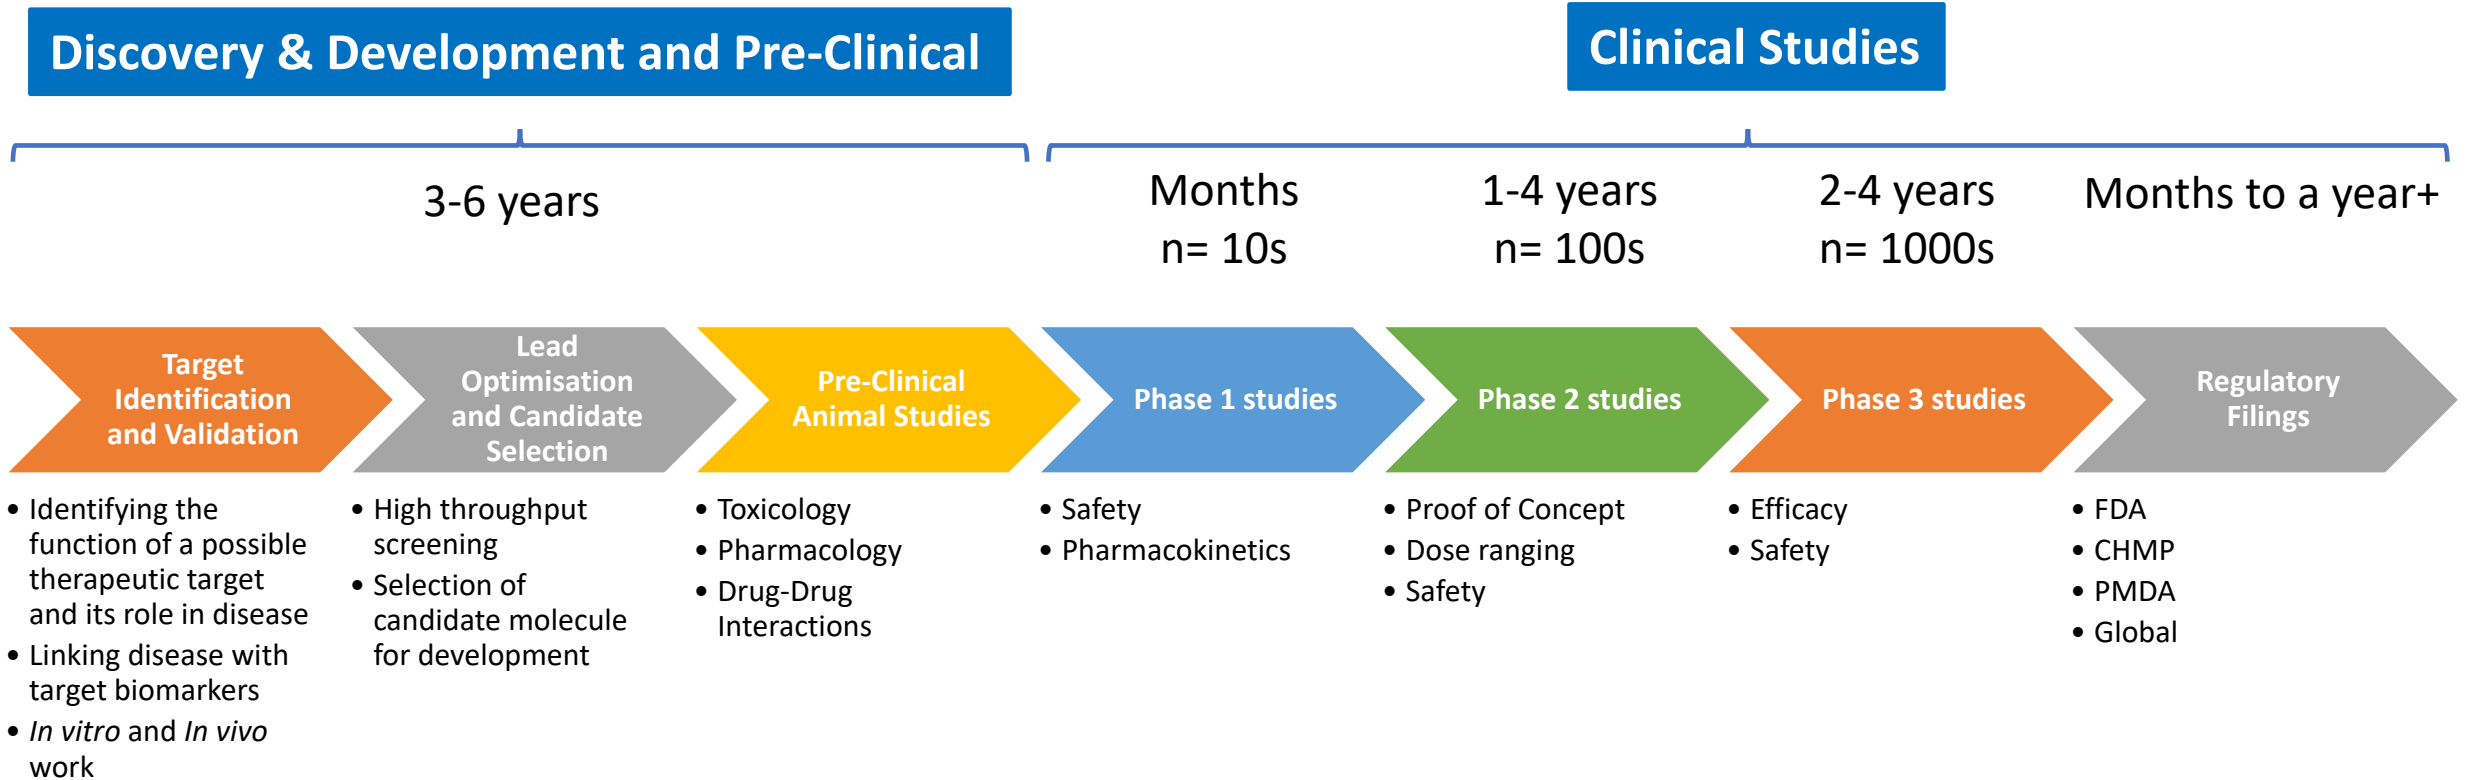 Discovery & Development and Pre-Clinical
Clinical Studies
3-6 years
Months
n= 10s
1-4 years
n= 100s
2-4 years
n= 1000s
Months to a year+
Target
Identification
and Validation
Lead
Optimisation
and Candidate
Selection
Pre-Clinical
Animal Studies
Phase 1 studies
Phase 2 studies
Phase 3 studies
Regulatory
Filings
• Identifying the
function of a possible
therapeutic target
and its role in disease
• Linking disease with
target biomarkers
• In vitro and In vivo
work
• High throughput
screening
• Selection of
candidate molecule
for development
• Toxicology
• Pharmacology
• Drug-Drug
Interactions
• Safety
• Pharmacokinetics
• Proof of Concept
• Dose ranging
• Safety
• Efficacy
• Safety
• FDA
• CHMP
• PMDA
• Global